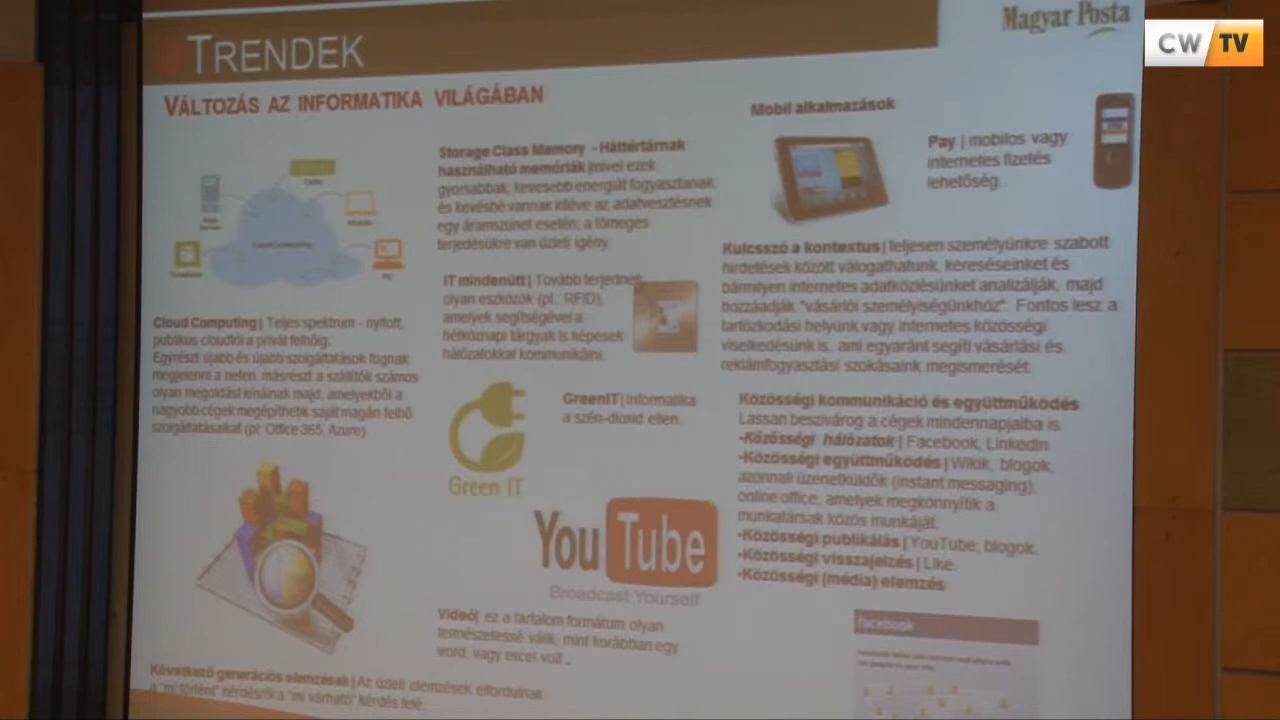 TRENDEK
Magyar Posta
CW TV
VÁLTOZÁS AZ INFORMATIKA VILÁGÁBAN
Cloud Computing | Teljes spektrum - nyitott,
publikus cloudtól a privát felhőig.
Egyrészt újabb és újabb szolgáltatások fognak
megjelenni a neten, másrészt a szállítók számos
olyan megoldást kínálnak majd, amelyekből a
nagyobb cégek megépíthetik saját magán felhő
szolgáltatásaikat (pl. Office 365, Azure).
Következő generációs elemzések | Az üzleti elemzések elfordulnak
a "mi történt" kérdésről a "mi várható" kérdés felé.
Storage Class Memory - Háttértárnak
használható memóriák | mivel ezek
gyorsabbak, kevesebb energiát fogyasztanak,
és kevésbé vannak kitéve az adatvesztésnek
egy áramszünet esetén, a tömeges
terjedésükre van üzleti igény.
IT mindenütt | Tovább terjednek
olyan eszközök (pl.: RFID),
amelyek segítségével a
hétköznapi tárgyak is képesek
hálózatokkal kommunikálni.
Green IT
GreenIT | Informatika
a szén-dioxid ellen.
YouTube
Broadcast Yourself
Videó | ez a tartalom formátum olyan
természetessé válik, mint korábban egy
word, vagy excel volt...
Mobil alkalmazások
Pay | mobilos vagy
internetes fizetés
lehetőség.
Kulcsszó a kontextus | teljesen személyünkre szabott
hirdetések között válogathatunk, kereséseinket és
bármilyen internetes adatközlésünket analizálják, majd
hozzáadják "vásárlói személyiségünkhöz". Fontos lesz a
tartózkodási helyünk vagy internetes közösségi
viselkedésünk is, ami egyaránt segíti vásárlási és
reklámfogyasztási szokásaink megismerését.
Közösségi kommunikáció és együttműködés
Lassan beszivárog a cégek mindennapjaiba is
-Közösségi hálózatok | Facebook, LinkedIn
-Közösségi együttműködés | Wikik, blogok,
azonnali üzenetküldők (instant messaging),
online office, amelyek megkönnyítik a
munkatársak közös munkáját.
-Közösségi publikálás | YouTube, blogok.
-Közösségi visszajelzés | Like.
-Közösségi (média) elemzés
facebook